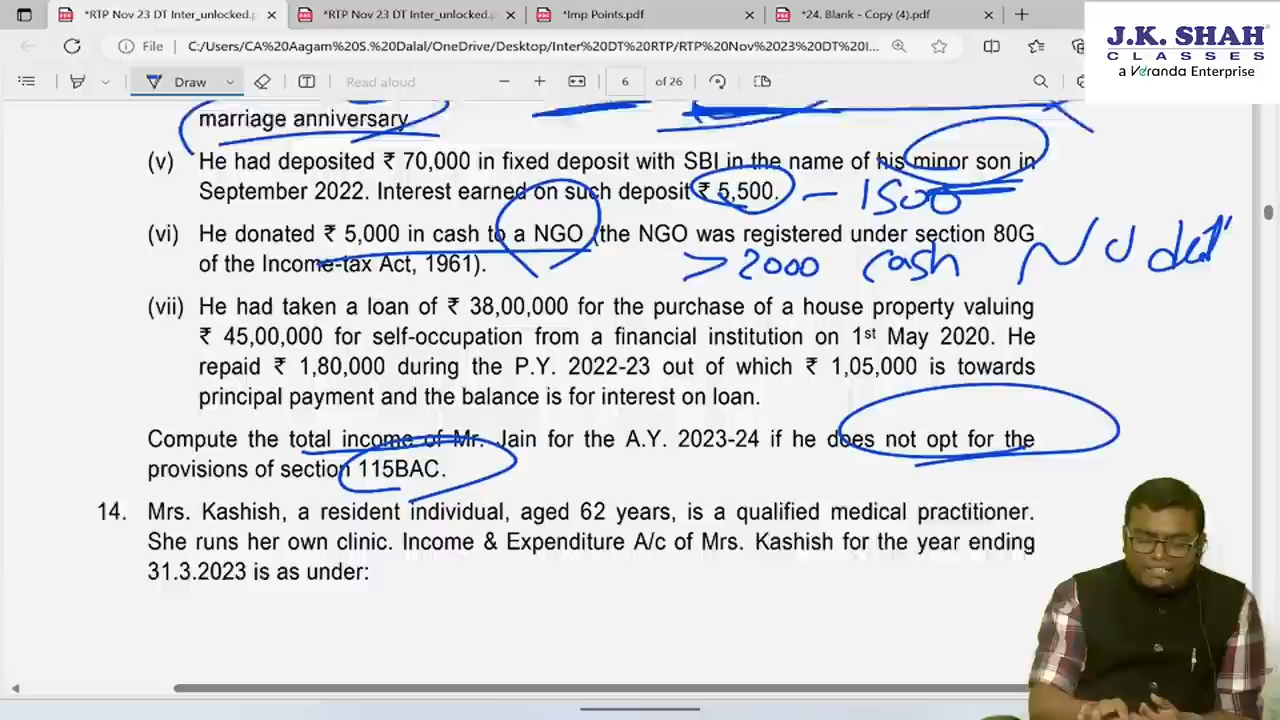 *RTP Nov 23 DT Inter_unlocked.p
*RTP Nov 23 DT Inter_unlocked.p
*Imp Points.pdf
*24. Blank - Copy (4).pdf
J.K. SHAH
CLASSES
a Veranda Enterprise
File
C:/Users/CA%20Aagam%20S.%20Dalal/OneDrive/Desktop/Inter%20DT%20RTP/RTP%20Nov%202023%20DT%20I...
Draw
Read aloud
6 of 26
marriage anniversary
(v) He had deposited ₹ 70,000 in fixed deposit with SBI in the name of his minor son in
September 2022. Interest earned on such deposit ₹ 5,500. – 1500
(vi) He donated ₹ 5,000 in cash to a NGO (the NGO was registered under section 80G
of the Income-tax Act, 1961).
>2000 cash No ded
(vii) He had taken a loan of ₹ 38,00,000 for the purchase of a house property valuing
₹ 45,00,000 for self-occupation from a financial institution on 1st May 2020. He
repaid ₹ 1,80,000 during the P.Y. 2022-23 out of which ₹ 1,05,000 is towards
principal payment and the balance is for interest on loan.
Compute the total income of Mr. Jain for the A.Y. 2023-24 if he does not opt for the
provisions of section 115BAC.
14. Mrs. Kashish, a resident individual, aged 62 years, is a qualified medical practitioner.
She runs her own clinic. Income & Expenditure A/c of Mrs. Kashish for the year ending
31.3.2023 is as under: